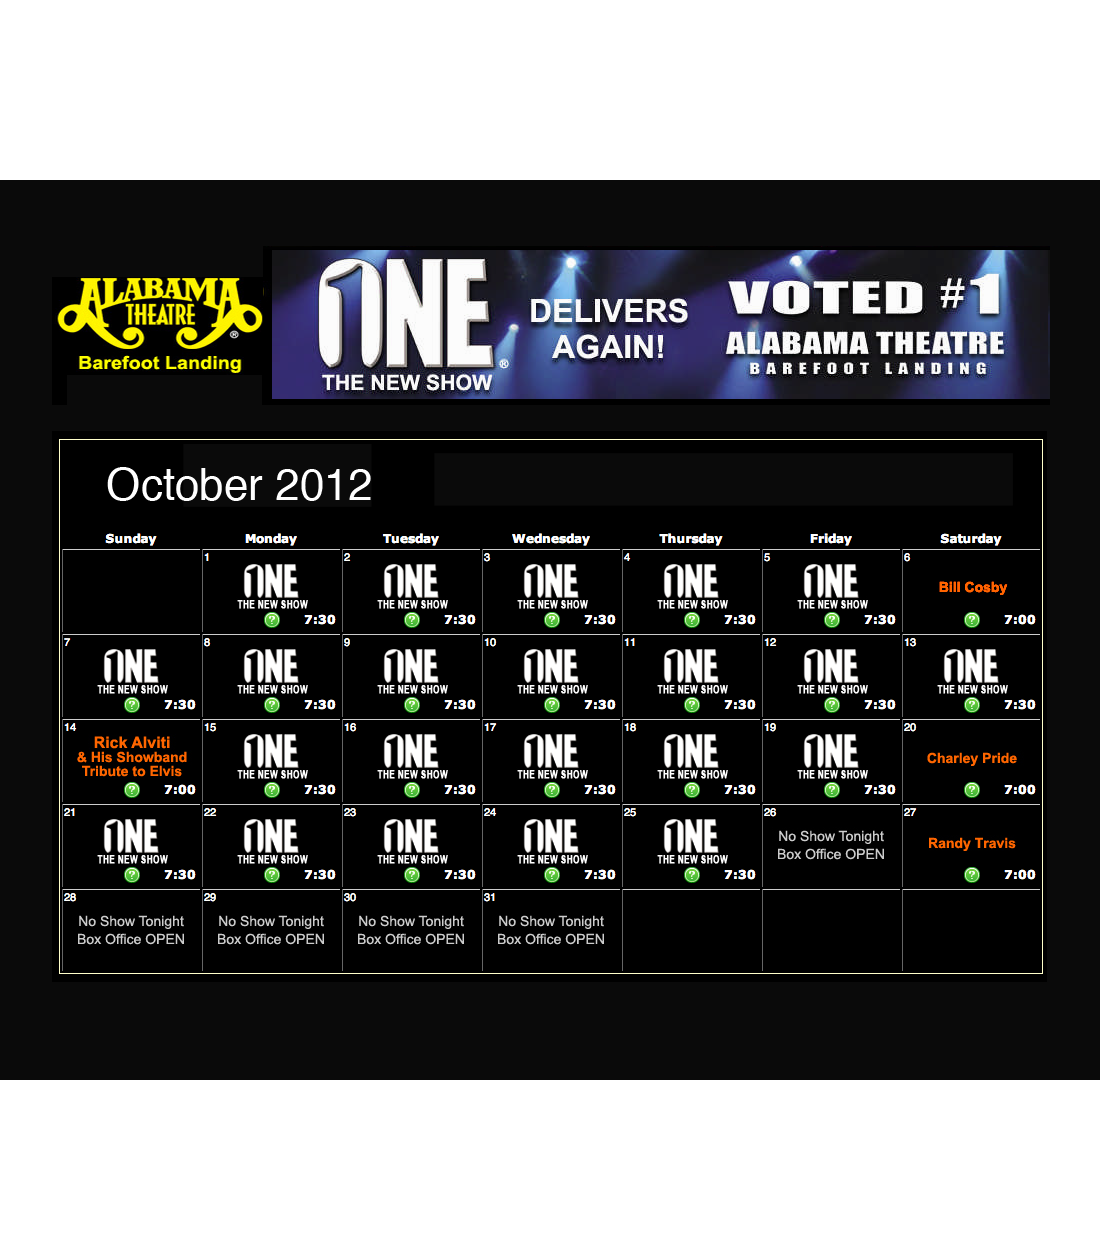 ALABAMA
THEATRE
®
Barefoot Landing
ONE®
THE NEW SHOW
DELIVERS
AGAIN!
VOTED #1
ALABAMA THEATRE
BAREFOOT LANDING
October 2012
Sunday Monday Tuesday Wednesday Thursday Friday Saturday
1
ONE
THE NEW SHOW
? 7:30
2
ONE
THE NEW SHOW
? 7:30
3
ONE
THE NEW SHOW
? 7:30
4
ONE
THE NEW SHOW
? 7:30
5
ONE
THE NEW SHOW
? 7:30
6
Bill Cosby
? 7:00
7
ONE
THE NEW SHOW
? 7:30
8
ONE
THE NEW SHOW
? 7:30
9
ONE
THE NEW SHOW
? 7:30
10
ONE
THE NEW SHOW
? 7:30
11
ONE
THE NEW SHOW
? 7:30
12
ONE
THE NEW SHOW
? 7:30
13
ONE
THE NEW SHOW
? 7:30
14
Rick Alviti
& His Showband
Tribute to Elvis
? 7:00
15
ONE
THE NEW SHOW
? 7:30
16
ONE
THE NEW SHOW
? 7:30
17
ONE
THE NEW SHOW
? 7:30
18
ONE
THE NEW SHOW
? 7:30
19
ONE
THE NEW SHOW
? 7:30
20
Charley Pride
? 7:00
21
ONE
THE NEW SHOW
? 7:30
22
ONE
THE NEW SHOW
? 7:30
23
ONE
THE NEW SHOW
? 7:30
24
ONE
THE NEW SHOW
? 7:30
25
ONE
THE NEW SHOW
? 7:30
26
No Show Tonight
Box Office OPEN
27
Randy Travis
? 7:00
28
No Show Tonight
Box Office OPEN
29
No Show Tonight
Box Office OPEN
30
No Show Tonight
Box Office OPEN
31
No Show Tonight
Box Office OPEN